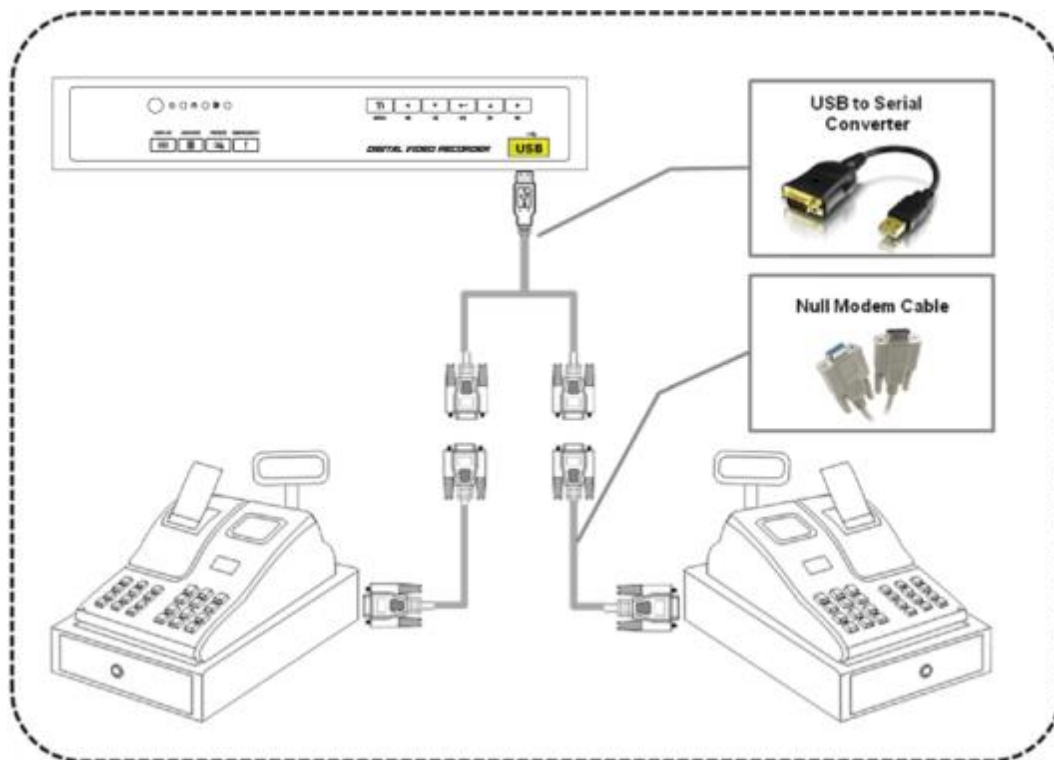 DIGITAL VIDEO RECORDER
USB
USB to Serial
Converter
Null Modem Cable